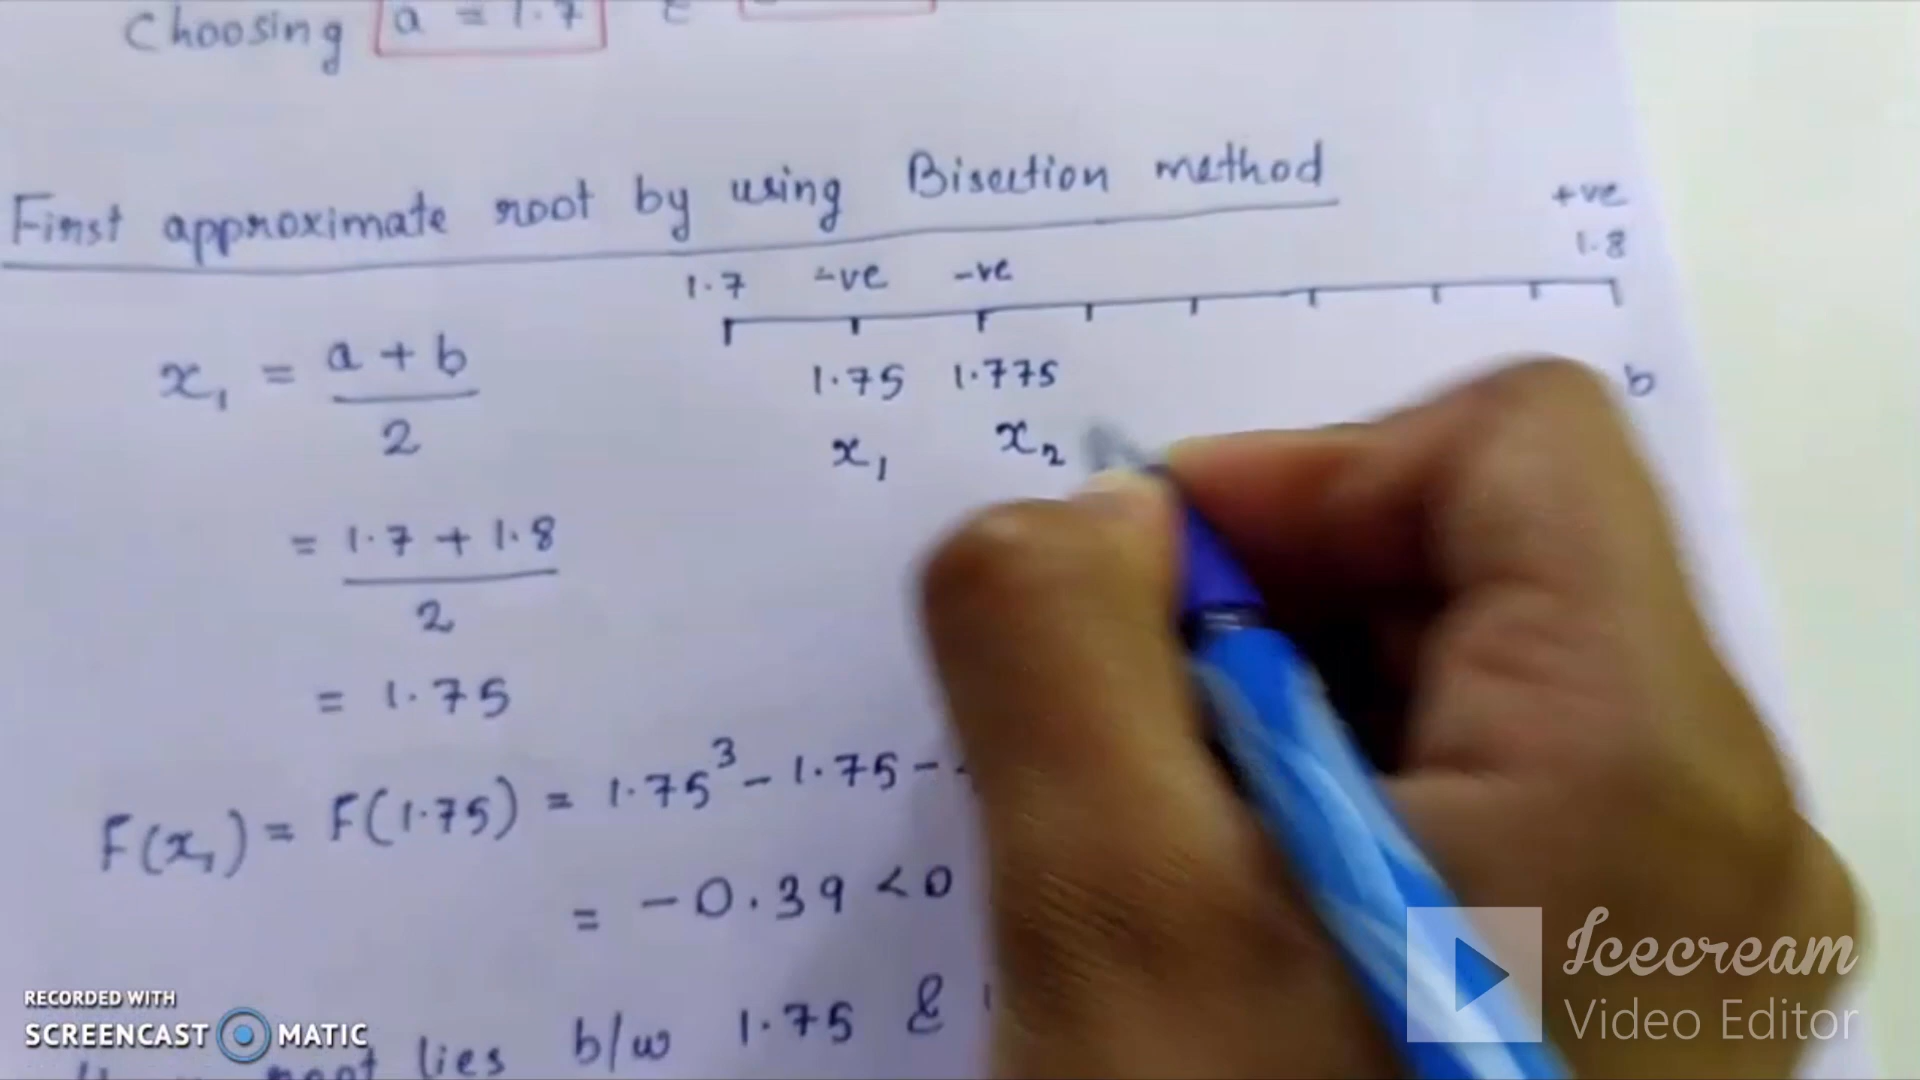 Choosing a = 1.7
First approximate root by using Bisection method
+ve
1.8
1.7 -ve -ve
1.75 1.775
b
x₁ x₂
x₁ = a + b
2
= 1.7 + 1.8
2
= 1.75
F(x₁) = F(1.75) = 1.75³ - 1.75 -
= -0.39 <0
root lies b/w 1.75 &
RECORDED WITH
SCREENCAST MATIC
Icecream
Video Editor